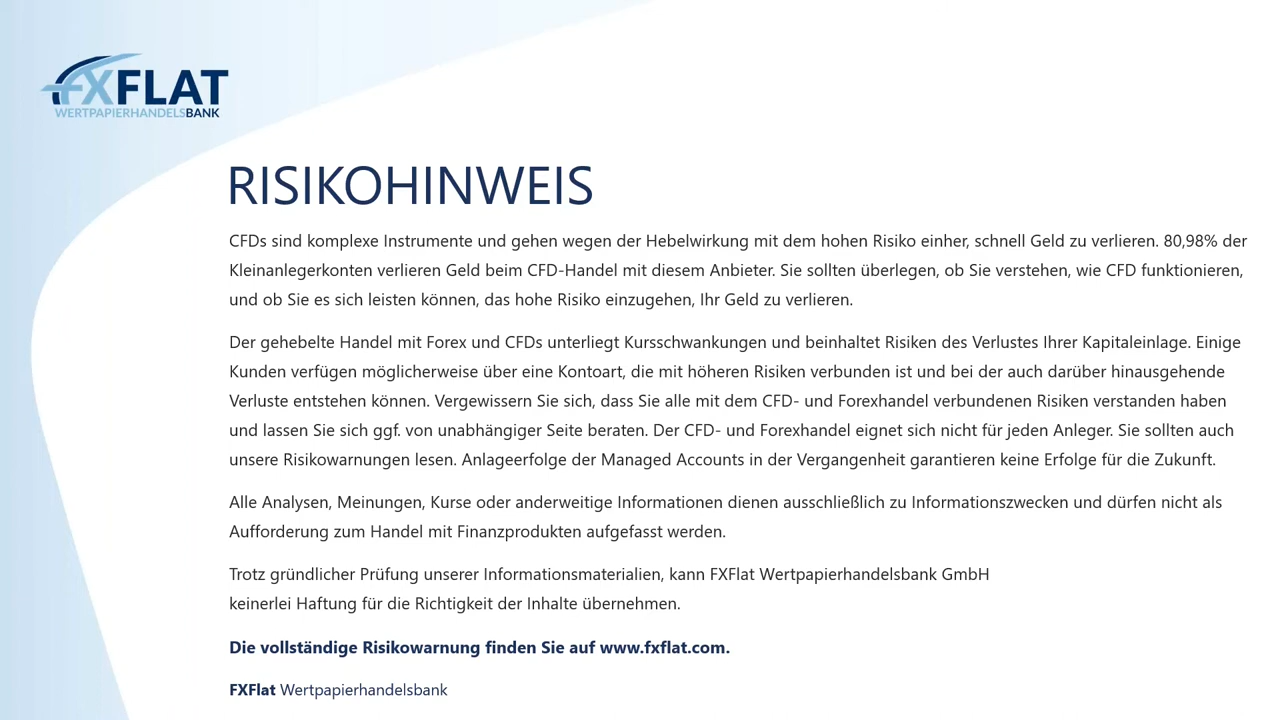 FXFLAT
WERTPAPIERHANDELSBANK
RISIKOHINWEIS
CFDs sind komplexe Instrumente und gehen wegen der Hebelwirkung mit dem hohen Risiko einher, schnell Geld zu verlieren. 80,98% der
Kleinanlegerkonten verlieren Geld beim CFD-Handel mit diesem Anbieter. Sie sollten überlegen, ob Sie verstehen, wie CFD funktionieren,
und ob Sie es sich leisten können, das hohe Risiko einzugehen, Ihr Geld zu verlieren.
Der gehebelte Handel mit Forex und CFDs unterliegt Kursschwankungen und beinhaltet Risiken des Verlustes Ihrer Kapitaleinlage. Einige
Kunden verfügen möglicherweise über eine Kontoart, die mit höheren Risiken verbunden ist und bei der auch darüber hinausgehende
Verluste entstehen können. Vergewissern Sie sich, dass Sie alle mit dem CFD- und Forexhandel verbundenen Risiken verstanden haben
und lassen Sie sich ggf. von unabhängiger Seite beraten. Der CFD- und Forexhandel eignet sich nicht für jeden Anleger. Sie sollten auch
unsere Risikowarnungen lesen. Anlageerfolge der Managed Accounts in der Vergangenheit garantieren keine Erfolge für die Zukunft.
Alle Analysen, Meinungen, Kurse oder anderweitige Informationen dienen ausschließlich zu Informationszwecken und dürfen nicht als
Aufforderung zum Handel mit Finanzprodukten aufgefasst werden.
Trotz gründlicher Prüfung unserer Informationsmaterialien, kann FXFlat Wertpapierhandelsbank GmbH
keinerlei Haftung für die Richtigkeit der Inhalte übernehmen.
Die vollständige Risikowarnung finden Sie auf www.fxflat.com.
FXFlat Wertpapierhandelsbank